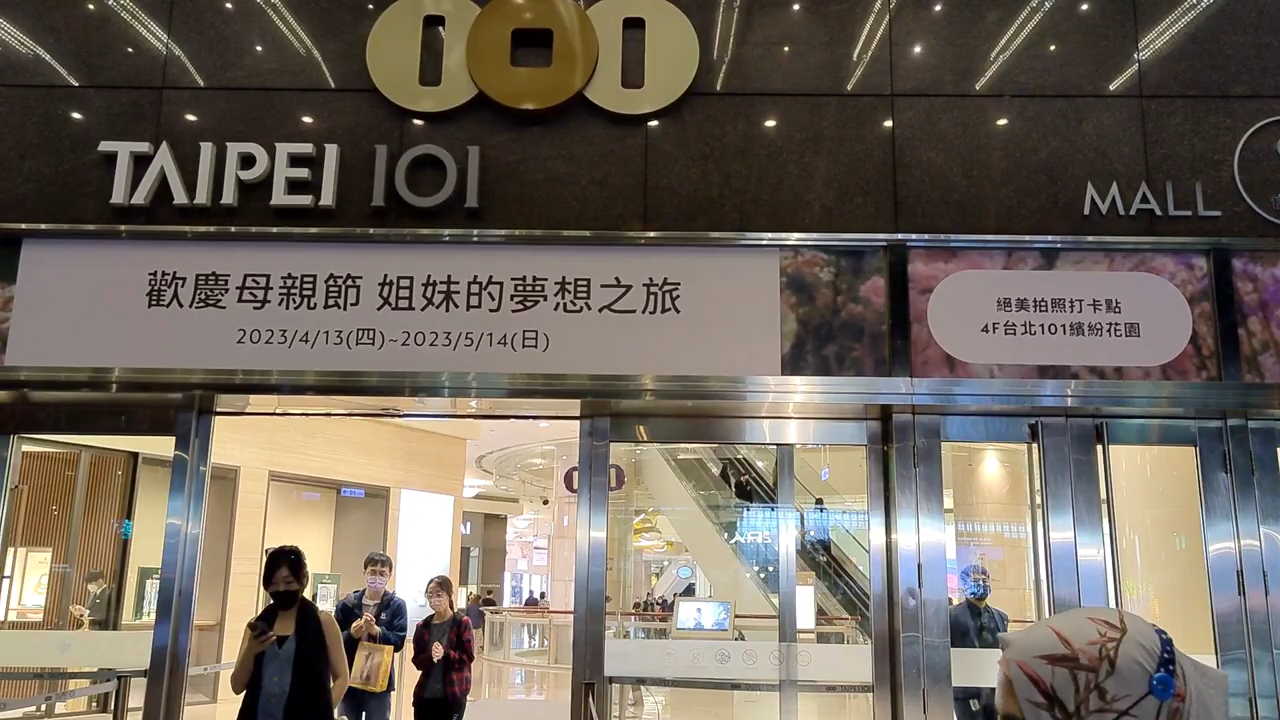 TAIPEI 101
MALL
歡慶母親節 姐妹的夢想之旅
2023/4/13(四)~2023/5/14(日)
絕美拍照打卡點
4F台北101繽紛花園
TAIPEI 101